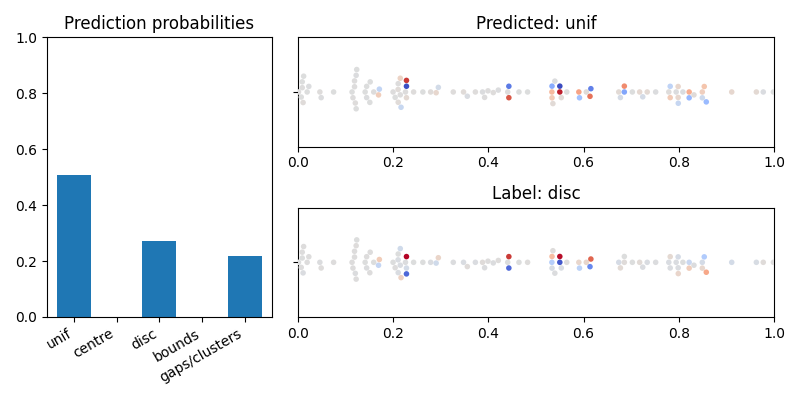 Prediction probabilities
1.0
0.8
0.6
0.4
0.2
0.0
unif
centre
disc
bounds
gaps/clusters
Predicted: unif
0.0 0.2 0.4 0.6 0.8 1.0
Label: disc
0.0 0.2 0.4 0.6 0.8 1.0